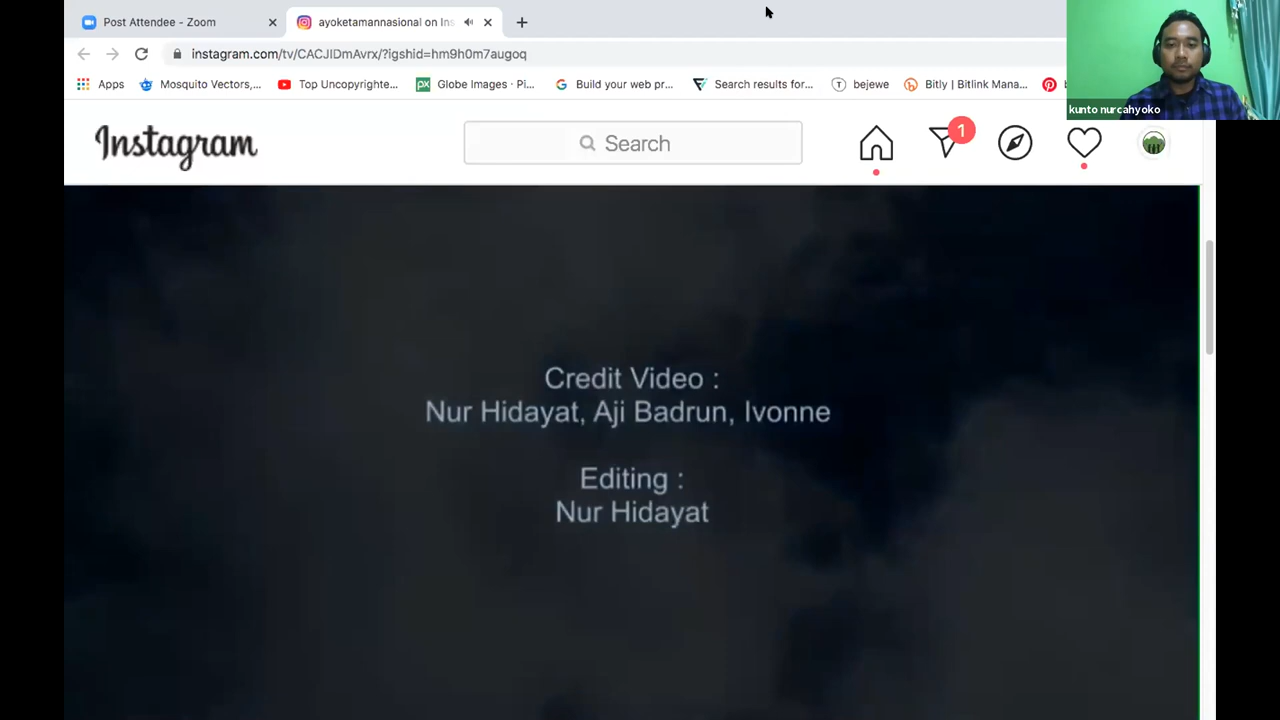 Post Attendee - Zoom
ayoketamannasional on Ins
instagram.com/tv/CACJlDmAvrx/?igshid=hm9h0m7augoq
Apps
Mosquito Vectors,...
Top Uncopyrighte...
Globe Images · Pi...
Build your web pr...
Search results for...
bejewe
Bitly | Bitlink Mana...
kunto nurcahyoko
Instagram
Search
1
Credit Video :
Nur Hidayat, Aji Badrun, Ivonne
Editing :
Nur Hidayat